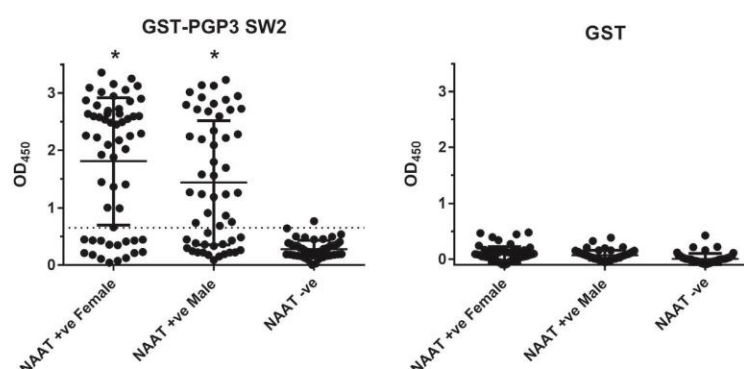 GST-PGP3 SW2
* *
OD450
3
2
1
0
NAAT +ve Female
NAAT +ve Male
NAAT -ve
GST
OD450
3
2
1
0
NAAT +ve Female
NAAT +ve Male
NAAT -ve